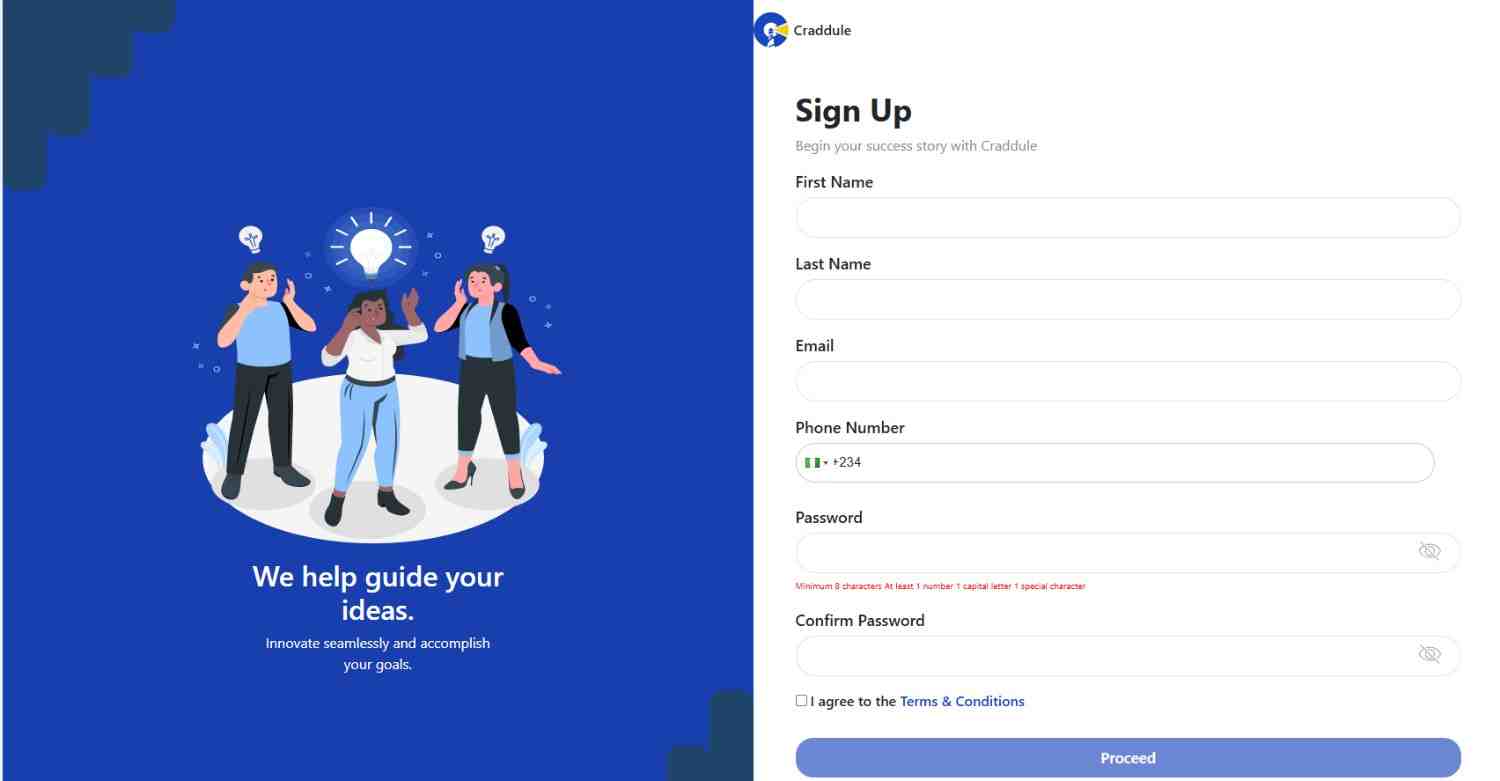 Craddule
Sign Up
Begin your success story with Craddule
First Name
Last Name
Email
Phone Number
+234
Password
Minimum 8 characters At least 1 number 1 capital letter 1 special character
Confirm Password
I agree to the Terms & Conditions
Proceed
We help guide your
ideas.
Innovate seamlessly and accomplish
your goals.